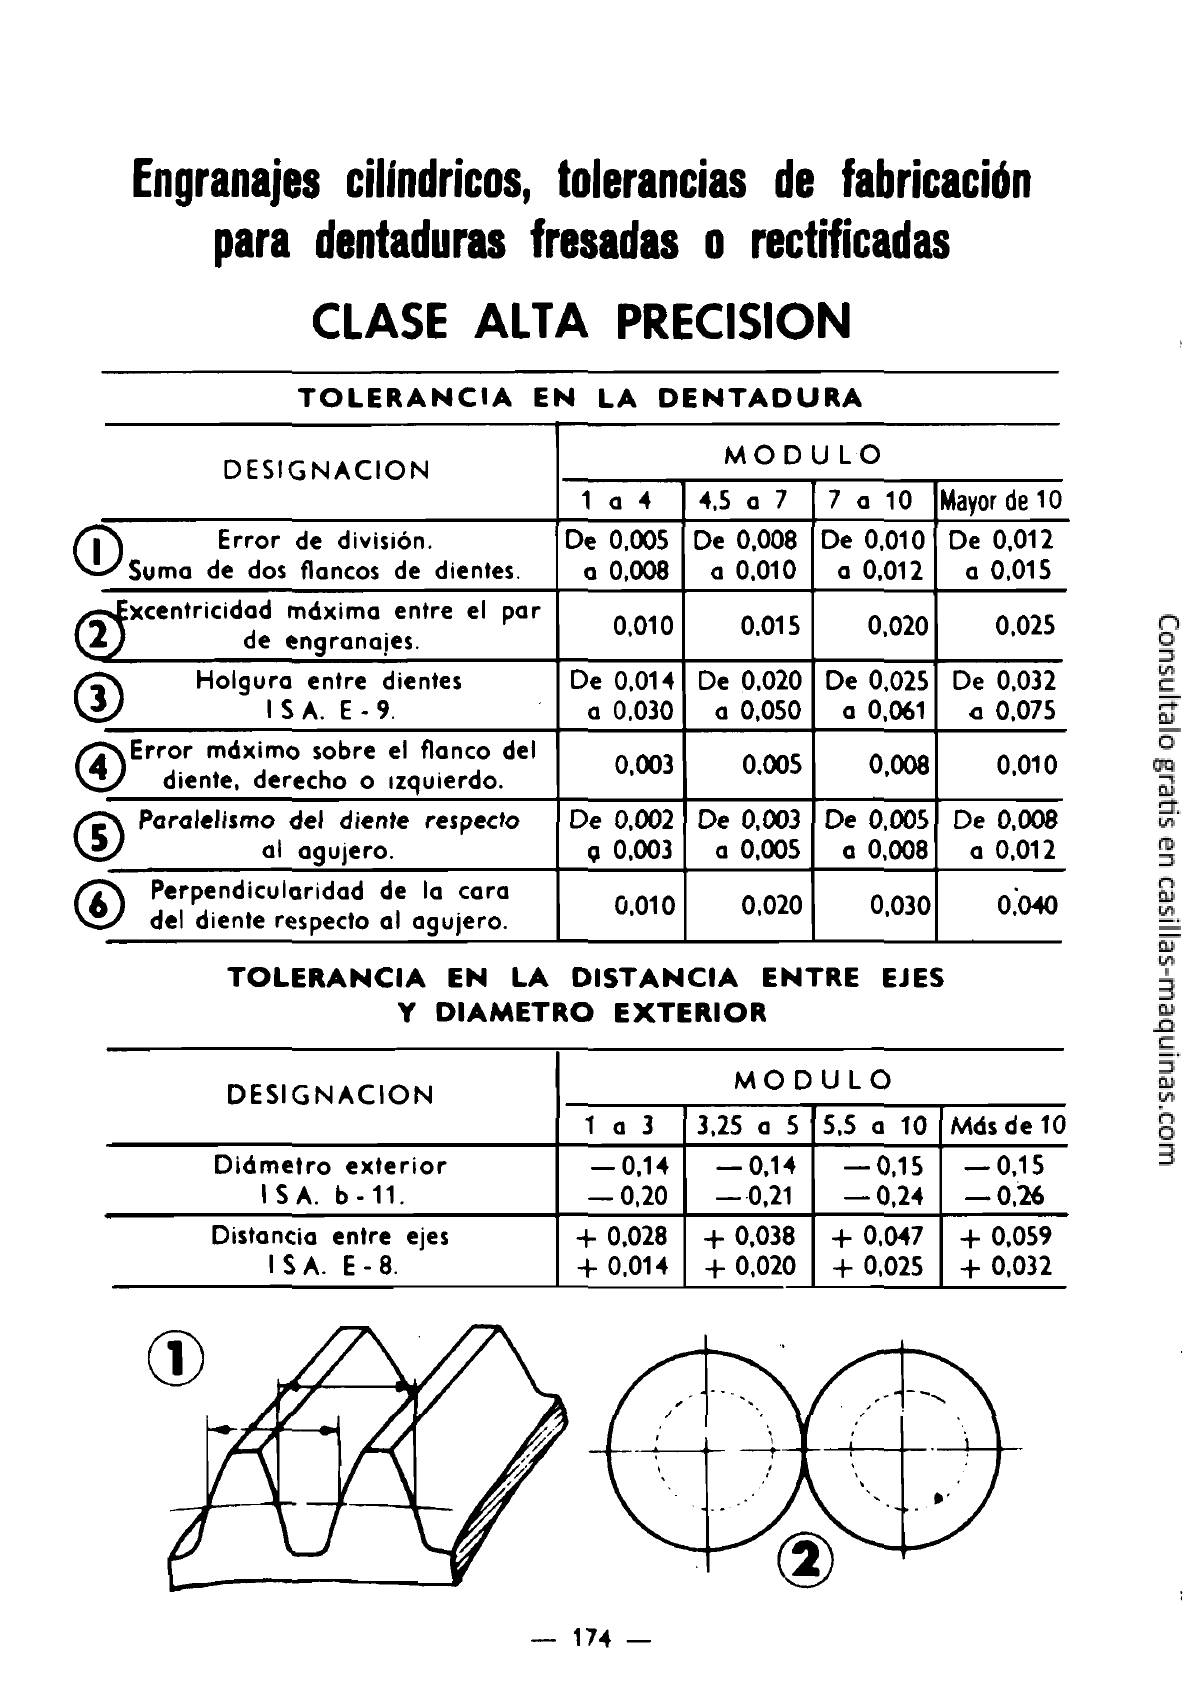 Engranajes cilíndricos, tolerancias de fabricación
para dentaduras fresadas o rectificadas
CLASE ALTA PRECISION
TOLERANCIA EN LA DENTADURA
DESIGNACION
MODULO
1 a 4 4,5 a 7 7 a 10 Mayor de 10
1 Error de división. De 0,005 De 0,008 De 0,010 De 0,012
Suma de dos flancos de dientes. a 0,008 a 0,010 a 0,012 a 0,015
2 Excentricidad máxima entre el par
de engranajes. 0,010 0,015 0,020 0,025
3 Holgura entre dientes De 0,014 De 0,020 De 0,025 De 0,032
ISA. E-9. a 0,030 a 0,050 a 0,061 a 0,075
4 Error máximo sobre el flanco del
diente, derecho o izquierdo. 0,003 0,005 0,008 0,010
5 Paralelismo del diente respecto De 0,002 De 0,003 De 0,005 De 0,008
al agujero. a 0,003 a 0,005 a 0,008 a 0,012
6 Perpendicularidad de la cara
del diente respecto al agujero. 0,010 0,020 0,030 0,040
TOLERANCIA EN LA DISTANCIA ENTRE EJES
Y DIAMETRO EXTERIOR
DESIGNACION
MODULO
1 a 3 3,25 a 5 5,5 a 10 Más de 10
Diámetro exterior — 0,14 — 0,14 — 0,15 — 0,15
ISA. b-11. — 0,20 — 0,21 — 0,24 — 0,26
Distancia entre ejes + 0,028 + 0,038 + 0,047 + 0,059
ISA. E-8. + 0,014 + 0,020 + 0,025 + 0,032
1
2
— 174 —
Consultalo gratis en casillas-maquinas.com